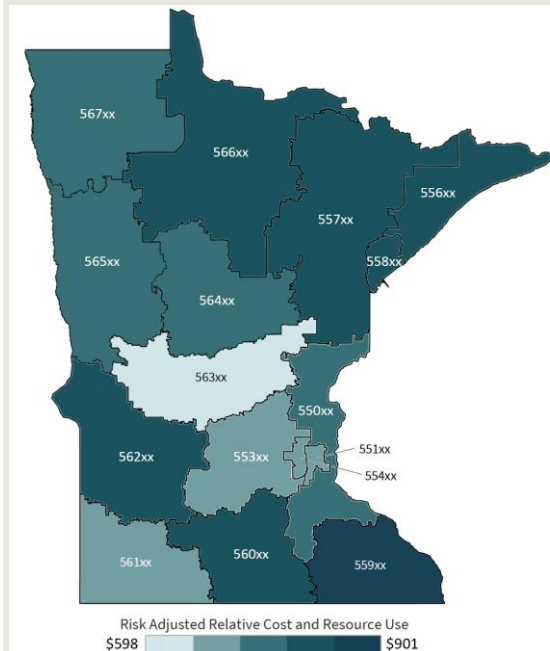 567xx
566xx
556xx
557xx
558xx
565xx
564xx
563xx
550xx
551xx
553xx
554xx
562xx
561xx
560xx
559xx
Risk Adjusted Relative Cost and Resource Use
$598 $901